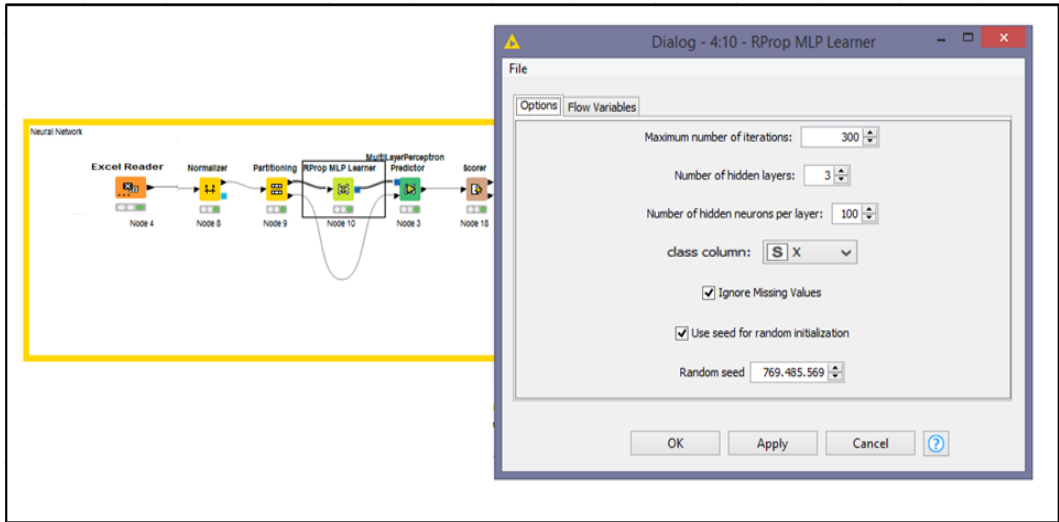 Neural Network
Excel Reader
Node 4
Normalizer
Node 8
Partitioning
Node 9
RProp MLP Learner
Node 10
MultiLayerPerceptron
Predictor
Node 3
Scorer
Node 18
Dialog - 4:10 - RProp MLP Learner
File
Options Flow Variables
Maximum number of iterations: 300
Number of hidden layers: 3
Number of hidden neurons per layer: 100
class column: S X
Ignore Missing Values
Use seed for random initialization
Random seed 769.485.569
OK Apply Cancel ?